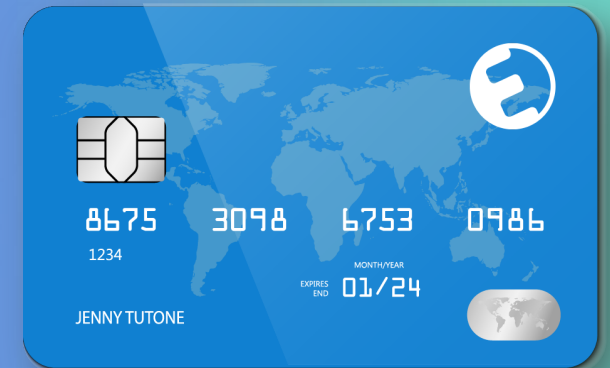 8675 3098 6753 0986
1234
MONTH/YEAR
EXPIRES END 01/24
JENNY TUTONE